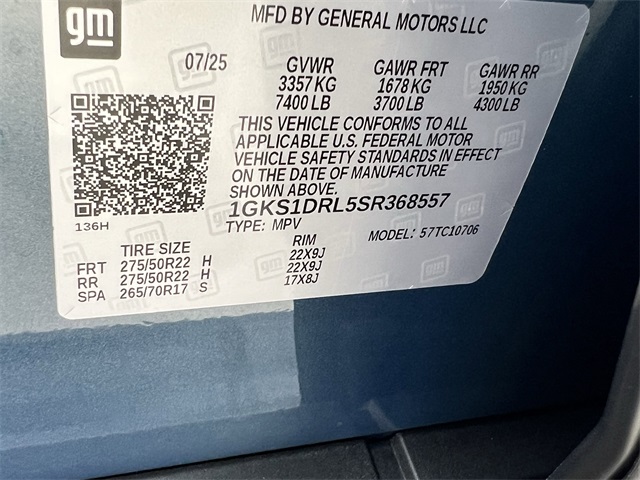 gm
MFD BY GENERAL MOTORS LLC
07/25 GVWR GAWR FRT GAWR RR
3357 KG 1678 KG 1950 KG
7400 LB 3700 LB 4300 LB
THIS VEHICLE CONFORMS TO ALL
APPLICABLE U.S. FEDERAL MOTOR
VEHICLE SAFETY STANDARDS IN EFFECT
ON THE DATE OF MANUFACTURE
SHOWN ABOVE.
1GKS1DRL5SR368557
136H
TYPE: MPV MODEL: 57TC10706
TIRE SIZE RIM
FRT 275/50R22 H 22X9J
RR 275/50R22 H 22X9J
SPA 265/70R17 S 17X8J